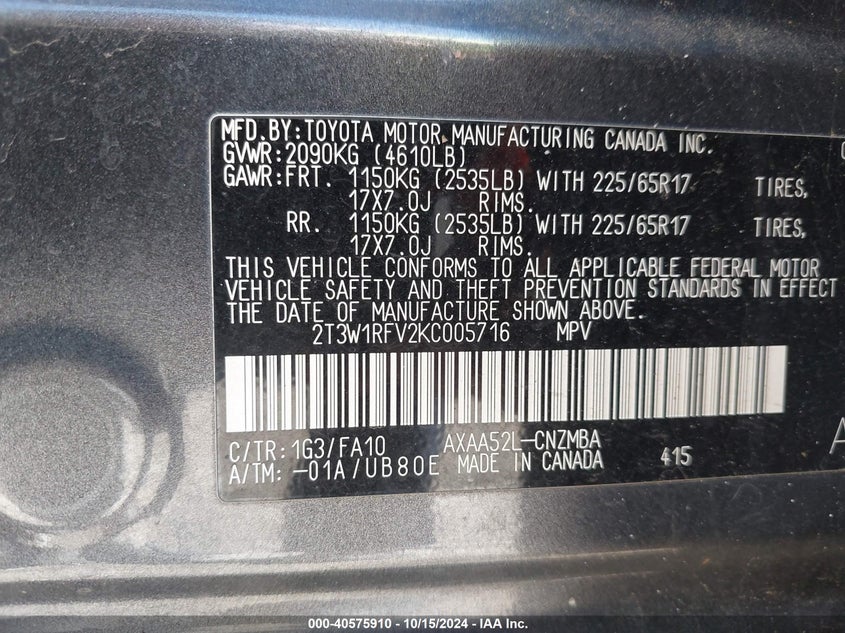 MFD.BY:TOYOTA MOTOR MANUFACTURING CANADA INC.
GVWR:2090KG (4610LB)
GAWR:FRT. 1150KG (2535LB) WITH 225/65R17 TIRES,
17X7.0J RIMS.
RR. 1150KG (2535LB) WITH 225/65R17 TIRES,
17X7.0J RIMS.
THIS VEHICLE CONFORMS TO ALL APPLICABLE FEDERAL MOTOR
VEHICLE SAFETY AND THEFT PREVENTION STANDARDS IN EFFECT
THE DATE OF MANUFACTURE SHOWN ABOVE.
2T3W1RFV2KC005716 MPV
C/TR:1G3/FA10 AXAA52L-CNZMBA
A/TM:-01A/UB80E MADE IN CANADA 415
000-40575910 - 10/15/2024 - IAA Inc.